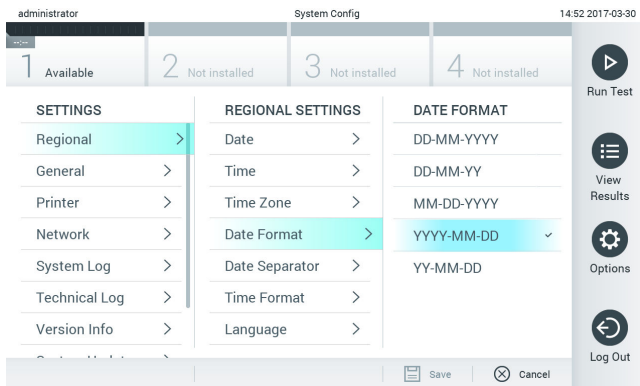 administrator
System Config
14:52 2017-03-30
--:--
1 Available
2 Not installed
3 Not installed
4 Not installed
SETTINGS
Regional
General
Printer
Network
System Log
Technical Log
Version Info
REGIONAL SETTINGS
Date
Time
Time Zone
Date Format
Date Separator
Time Format
Language
DATE FORMAT
DD-MM-YYYY
DD-MM-YY
MM-DD-YYYY
YYYY-MM-DD
YY-MM-DD
Run Test
View
Results
Options
Log Out
Save
Cancel